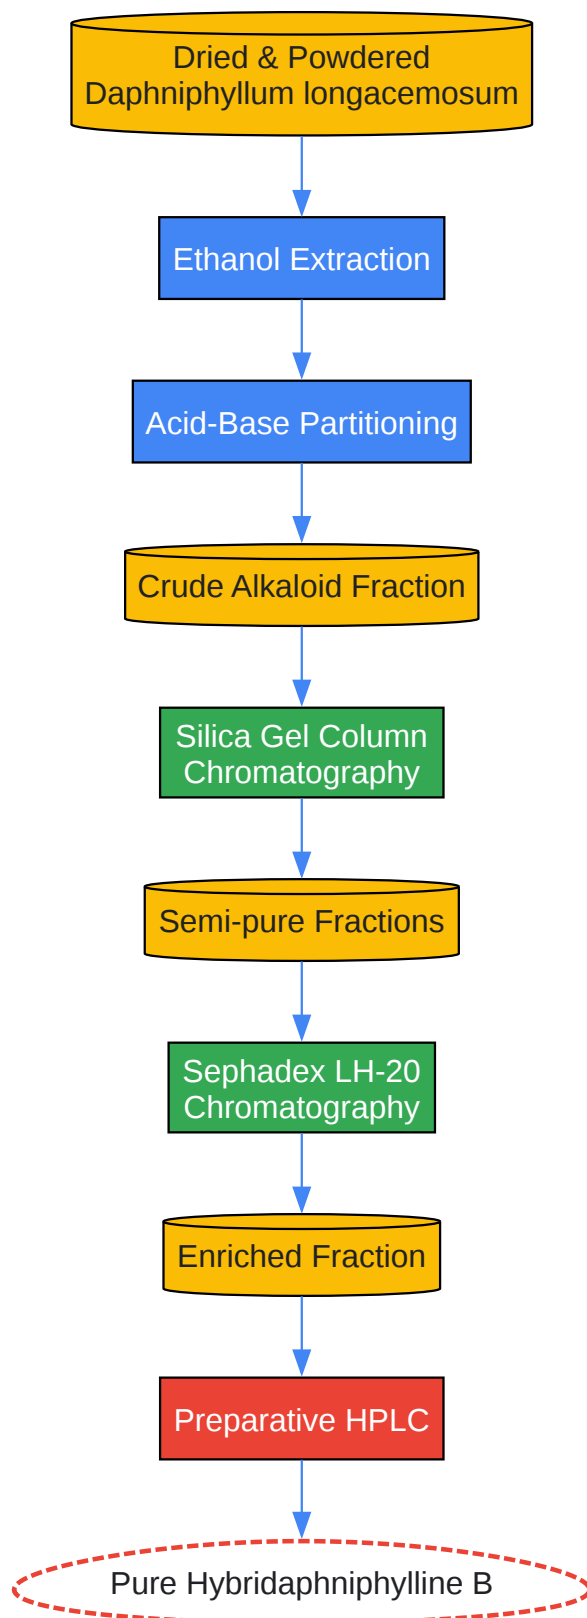 Dried & Powdered
Daphniphyllum longacemosum
Ethanol Extraction
Acid-Base Partitioning
Crude Alkaloid Fraction
Silica Gel Column
Chromatography
Semi-pure Fractions
Sephadex LH-20
Chromatography
Enriched Fraction
Preparative HPLC
Pure Hybridaphniphylline B